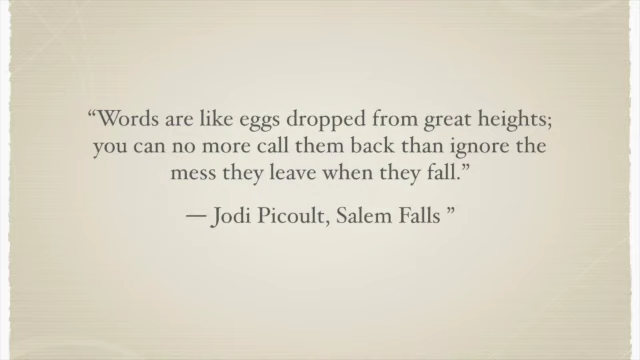 “Words are like eggs dropped from great heights;
you can no more call them back than ignore the
mess they leave when they fall.”
— Jodi Picoult, Salem Falls ”